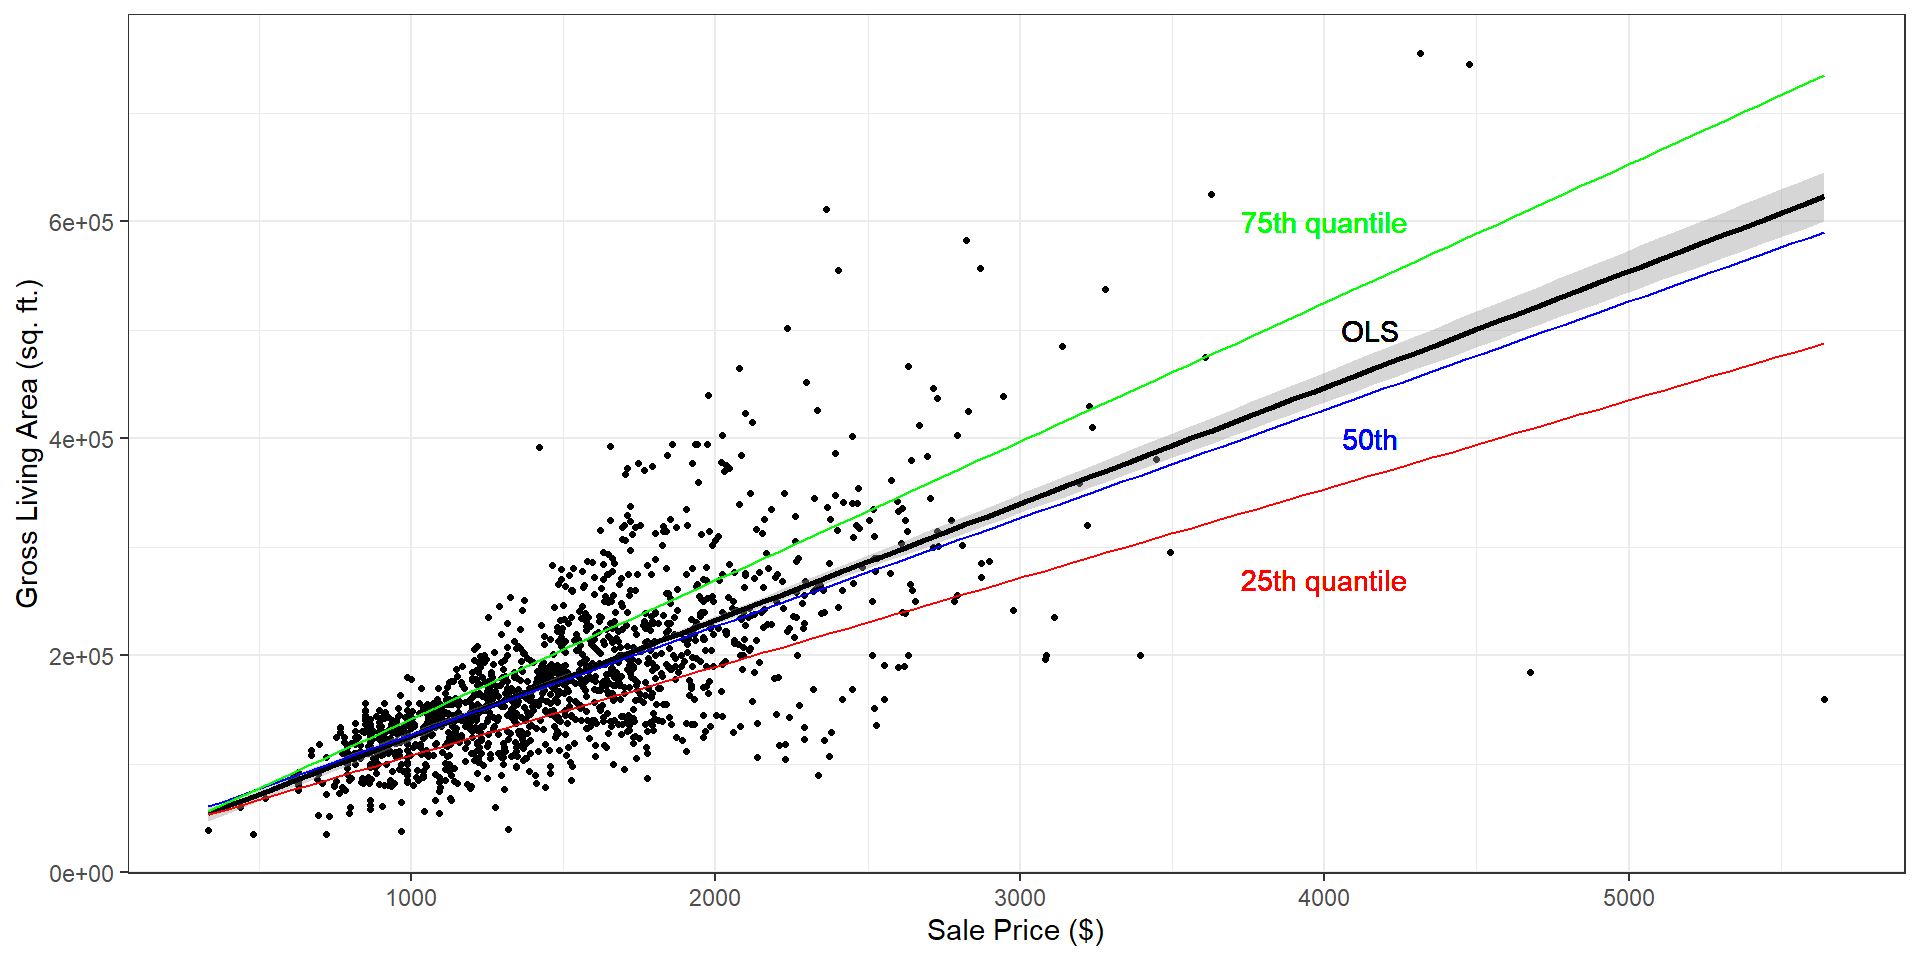 Gross Living Area (sq. ft.)
6e+05
4e+05
2e+05
0e+00
75th quantile
OLS
50th
25th quantile
1000 2000 3000 4000 5000
Sale Price ($)